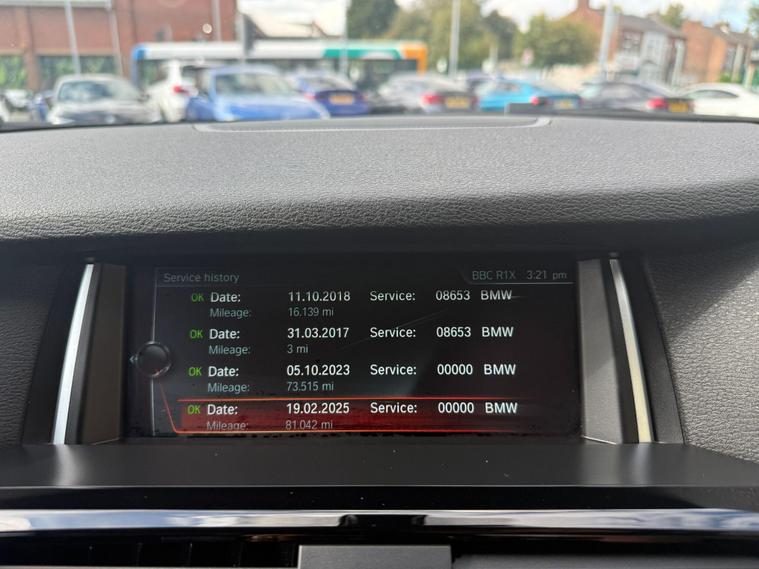 Service history BBC R1X 3:21 pm
OK Date: 11.10.2018 Service: 08653 BMW
Mileage: 16.139 mi
OK Date: 31.03.2017 Service: 08653 BMW
Mileage: 3 mi
OK Date: 05.10.2023 Service: 00000 BMW
Mileage: 73.515 mi
OK Date: 19.02.2025 Service: 00000 BMW
Mileage: 81.042 mi